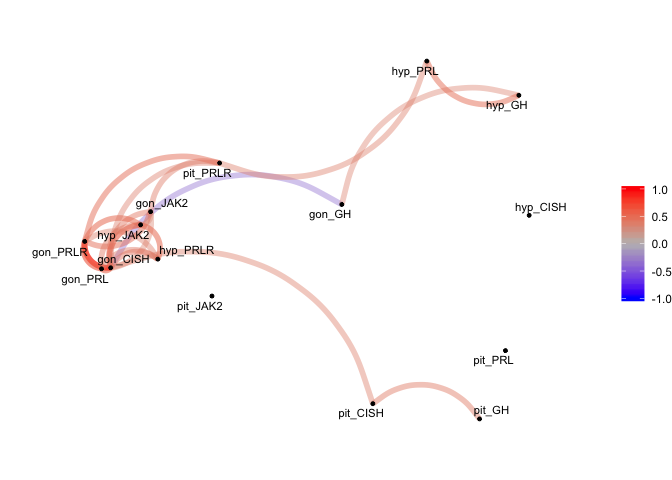 hyp_PRL
hyp_GH
pit_PRLR
1.0
gon_JAK2
0.5
hyp_CISH
gon_GH
hyp_JAK2
0.0
gon_PRLR
hyp_PRLR
gon_CISH
-0.5
gon_PRL
-1.0
pit_JAK2
pit_PRL
pit_CISH
pit_GH